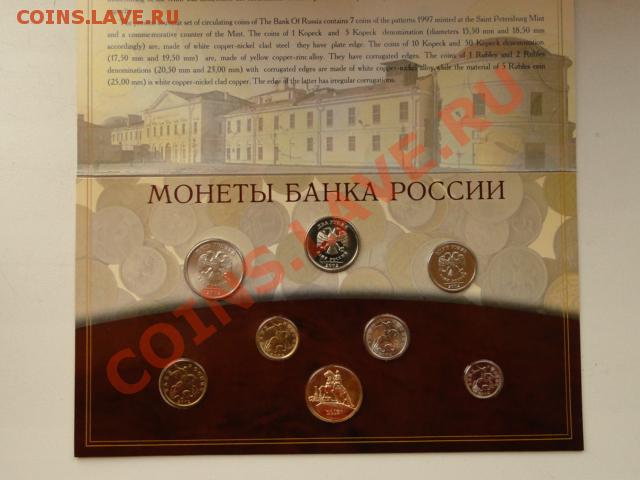 COINS.LAVE.RU
set of circulating coins of The Bank Of Russia contains 7 coins of the patterns 1997 minted at the Saint Petersburg Mint
and a commemorative counter of the Mint. The coins of 1 Kopeck and 5 Kopeck denomination (diameters 15,50 mm and 18,50 mm
accordingly) are, made of white copper-nickel clad steel they have plate edge. The coins of 10 Kopeck and 50 Kopeck denomination
(17,50 mm and 19,50 mm) are, made of yellow copper-zinc alloy. They have corrugated edges. The coins of 1 Rubles and 2 Rubles
denominations (20,50 mm and 23,00 mm) with corrugated edges are made of white copper-nickel alloy, while the material of 5 Rubles coin
(25,00 mm) is white copper-nickel clad copper. The edge of the latter has irregular corrugations.
МОНЕТЫ БАНКА РОССИИ
ДВА РУБЛЯ
COINS.LAVE.РУ